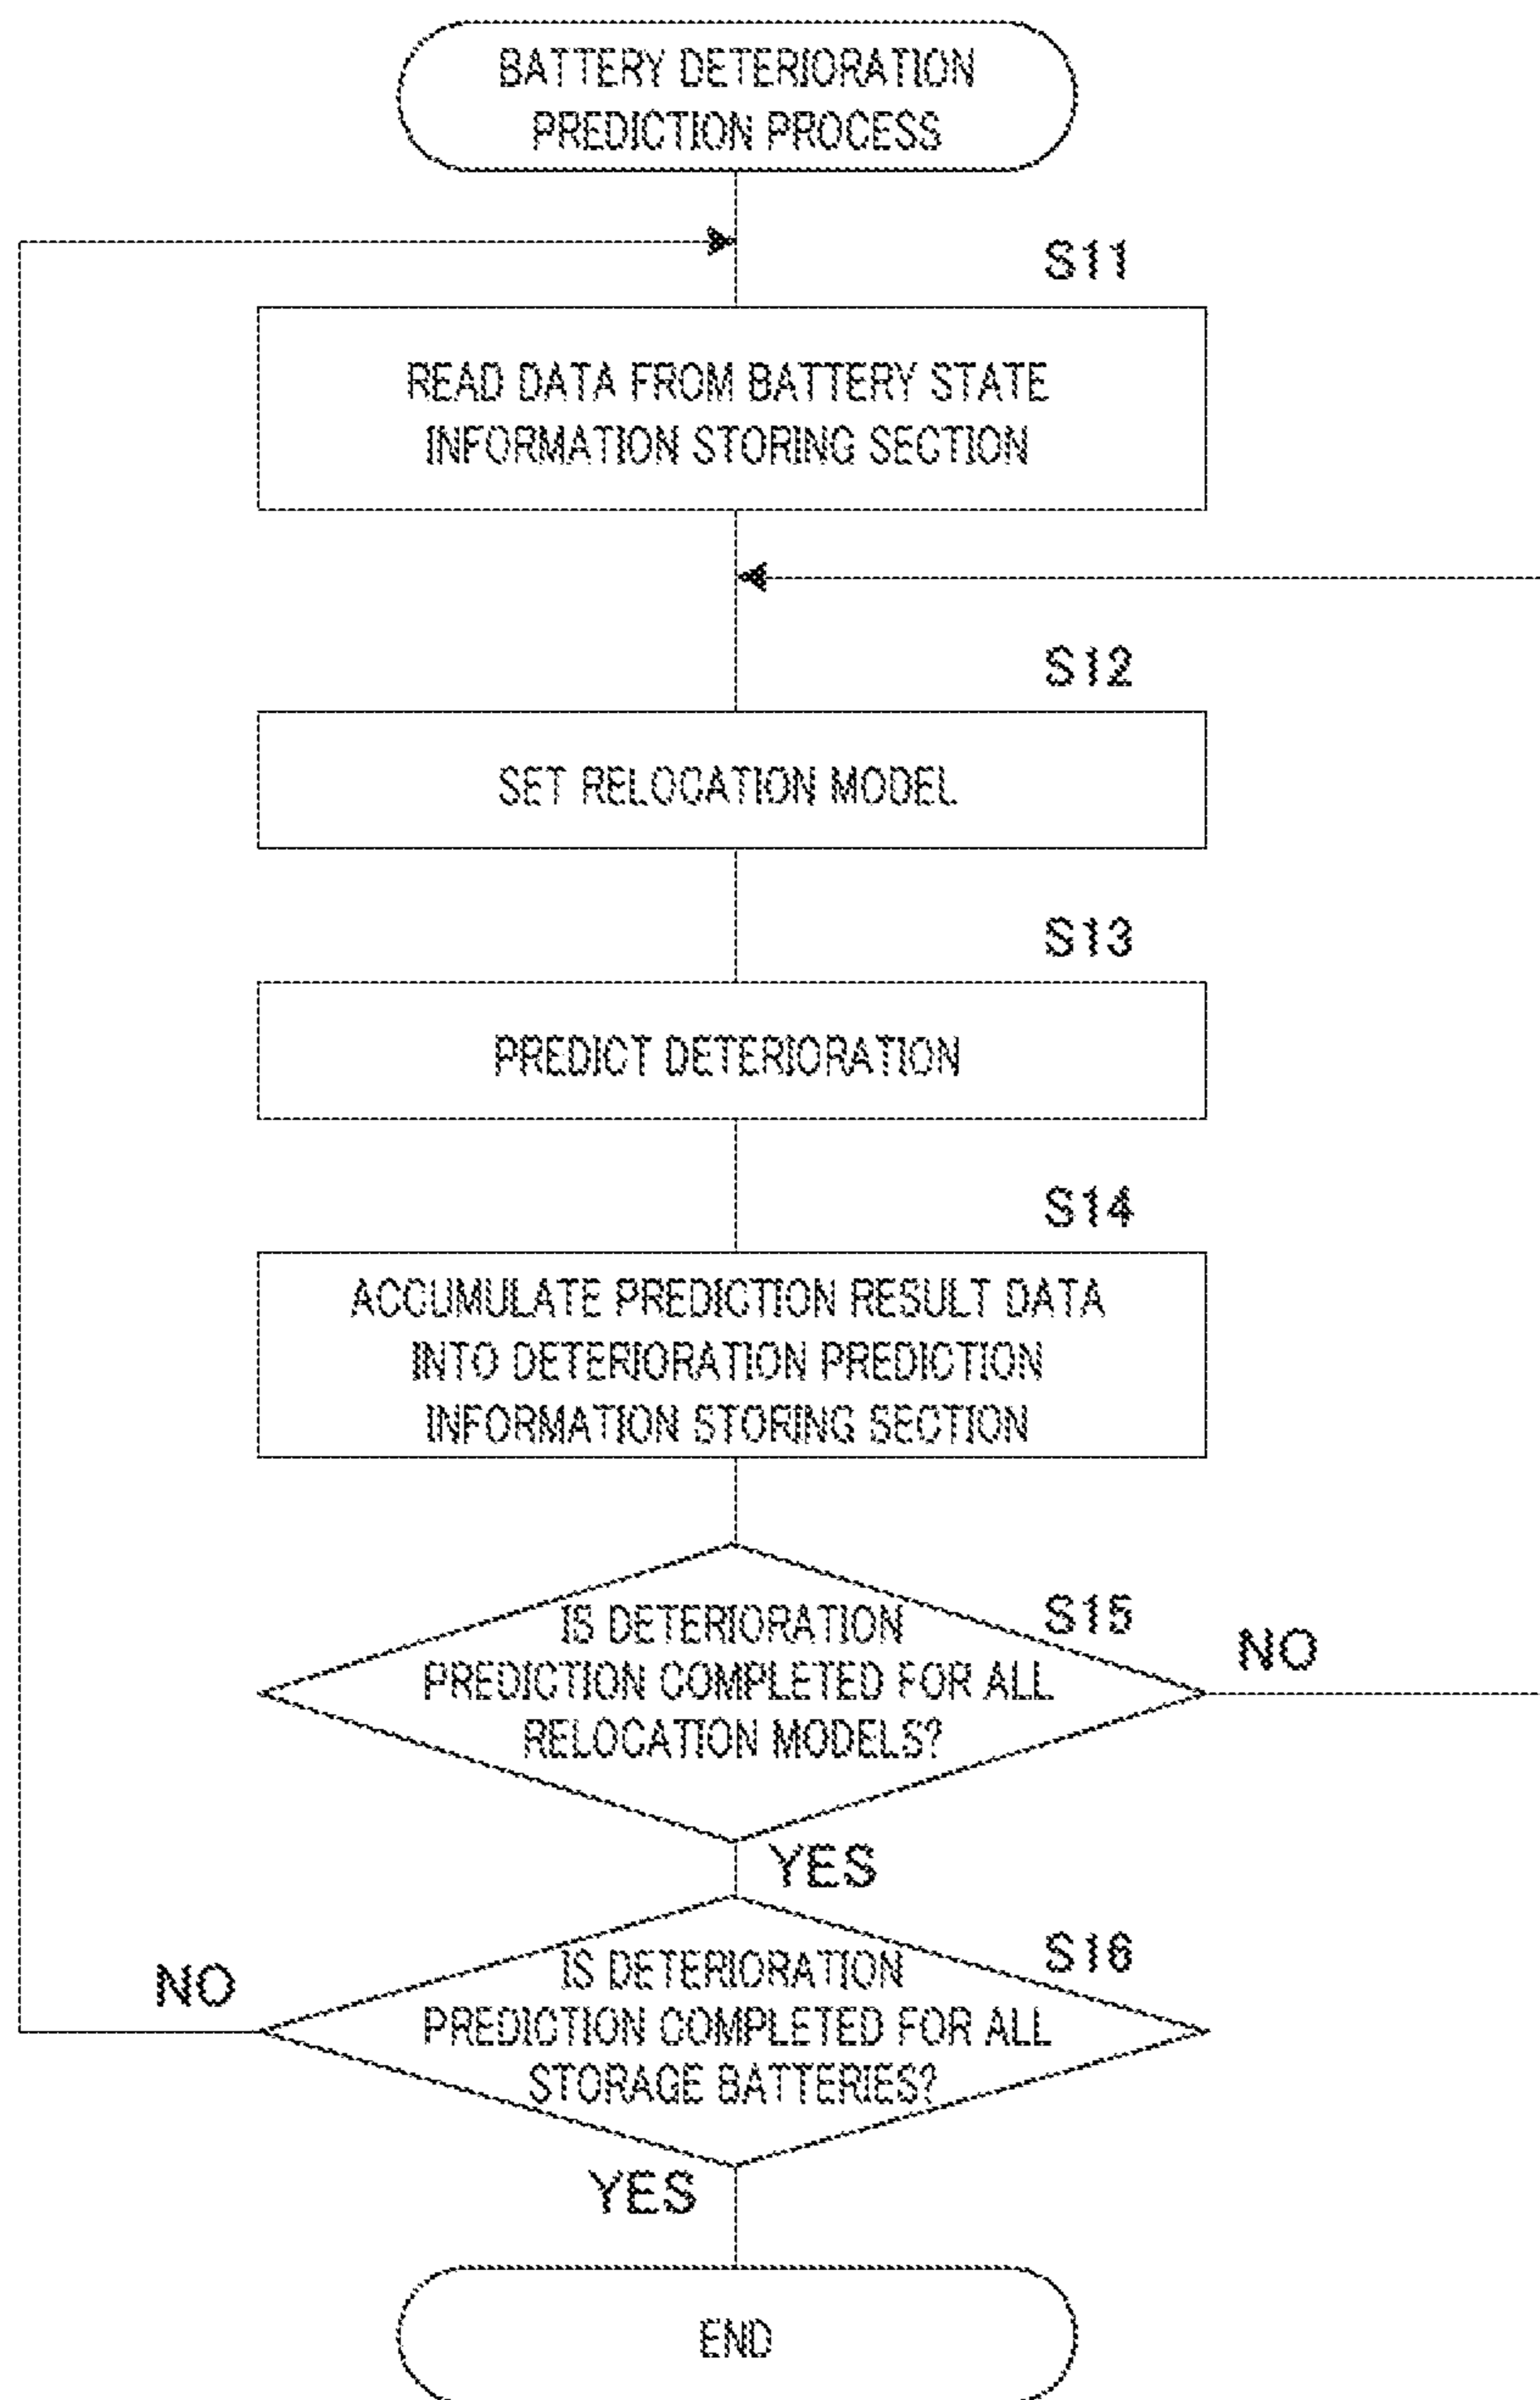 BATTERY DETERIORATION
PREDICTION PROCESS
S11
READ DATA FROM BATTERY STATE
INFORMATION STORING SECTION
S12
SET RELOCATION MODEL
S13
PREDICT DETERIORATION
S14
ACCUMULATE PREDICTION RESULT DATA
INTO DETERIORATION PREDICTION
INFORMATION STORING SECTION
S15
IS DETERIORATION
PREDICTION COMPLETED FOR ALL
RELOCATION MODELS?
NO
YES
S16
IS DETERIORATION
PREDICTION COMPLETED FOR ALL
STORAGE BATTERIES?
NO
YES
END